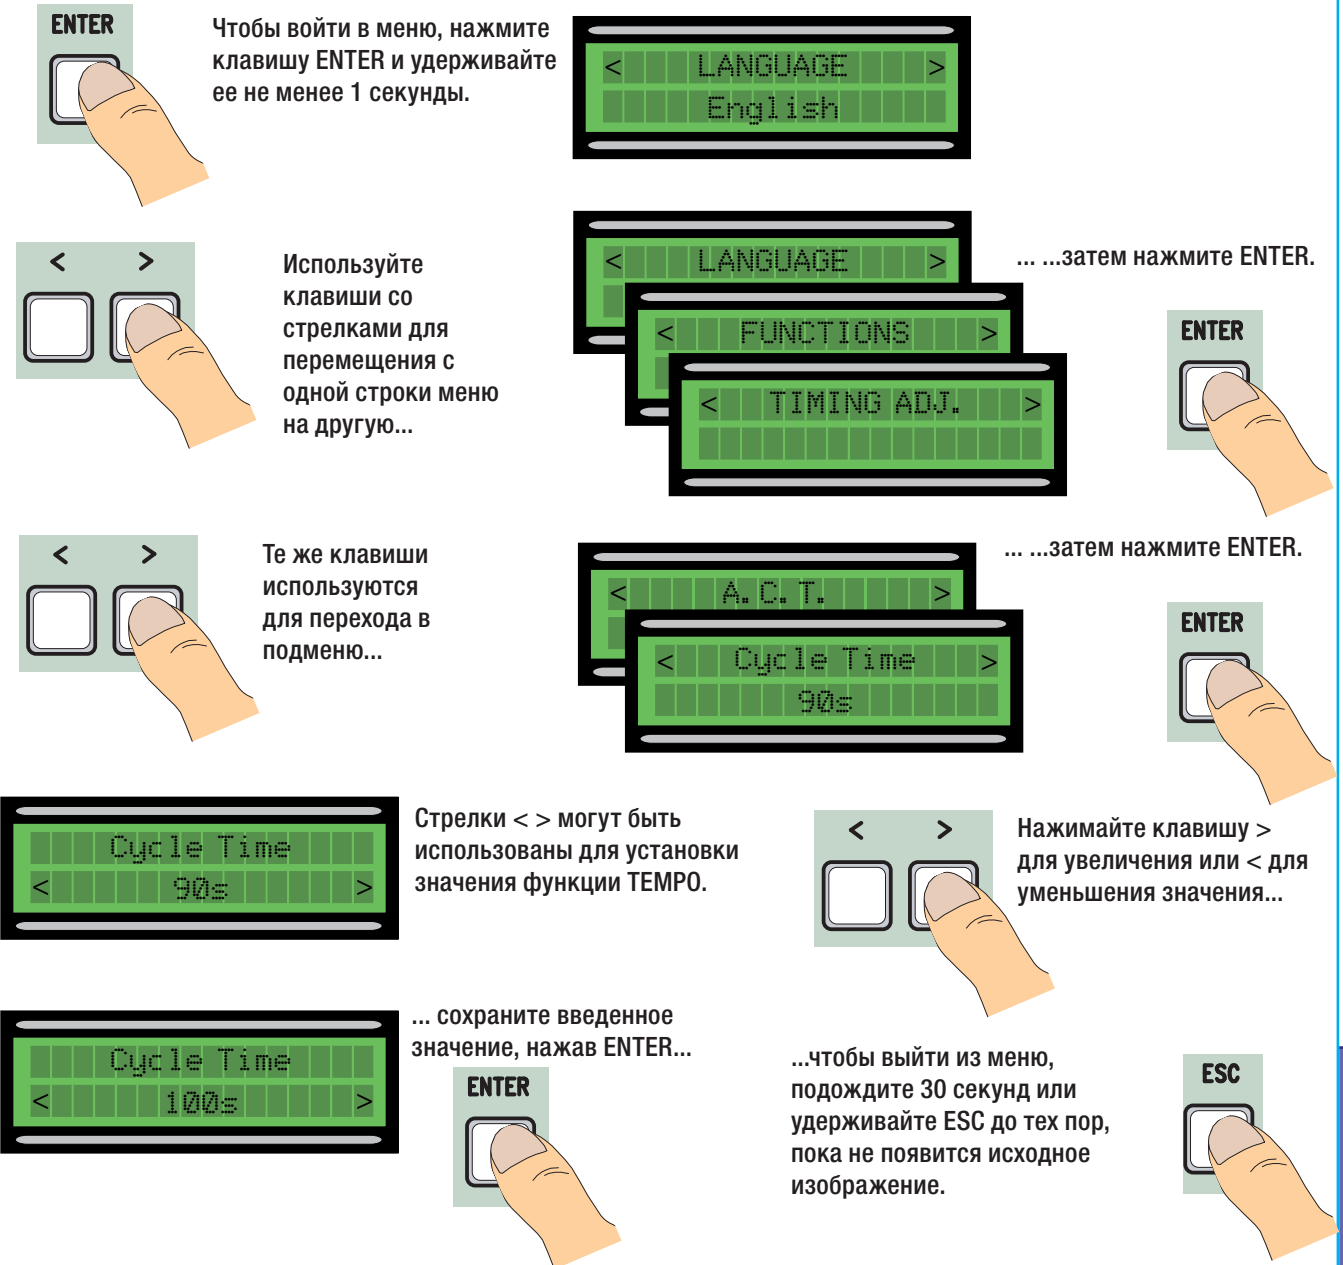 ENTER
Чтобы войти в меню, нажмите
клавишу ENTER и удерживайте
ее не менее 1 секунды.
< LANGUAGE >
English
< >
Используйте
клавиши со
стрелками для
перемещения с
одной строки меню
на другую...
< LANGUAGE >
< FUNCTIONS >
< TIMING ADJ. >
... ...затем нажмите ENTER.
ENTER
< >
Те же клавиши
используются
для перехода в
подменю...
< A.C.T. >
< Cycle Time >
90s
... ...затем нажмите ENTER.
ENTER
Cycle Time
< 90s >
Стрелки < > могут быть
использованы для установки
значения функции TEMPO.
< >
Нажимайте клавишу >
для увеличения или < для
уменьшения значения...
Cycle Time
< 100s >
... сохраните введенное
значение, нажав ENTER...
ENTER
...чтобы выйти из меню,
подождите 30 секунд или
удерживайте ESC до тех пор,
пока не появится исходное
изображение.
ESC